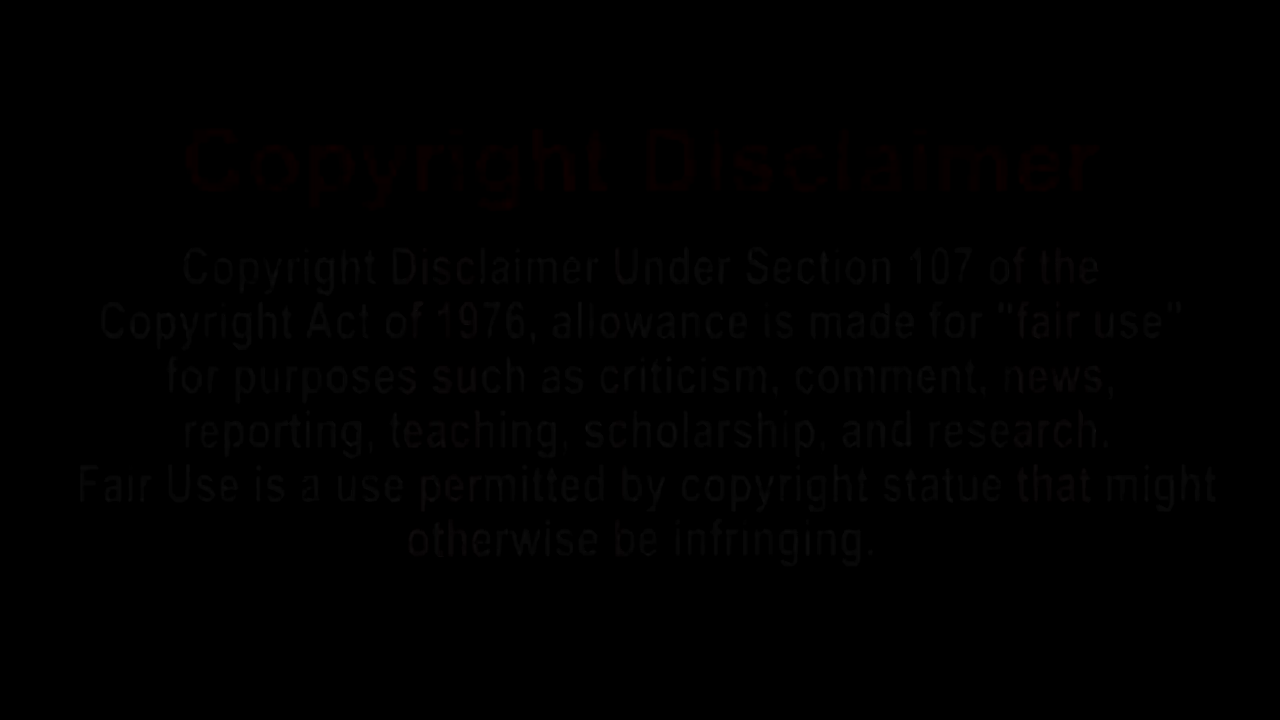 Copyright Disclaimer
Copyright Disclaimer Under Section 107 of the
Copyright Act of 1976, allowance is made for "fair use"
for purposes such as criticism, comment, news,
reporting, teaching, scholarship, and research.
Fair Use is a use permitted by copyright statue that might
otherwise be infringing.